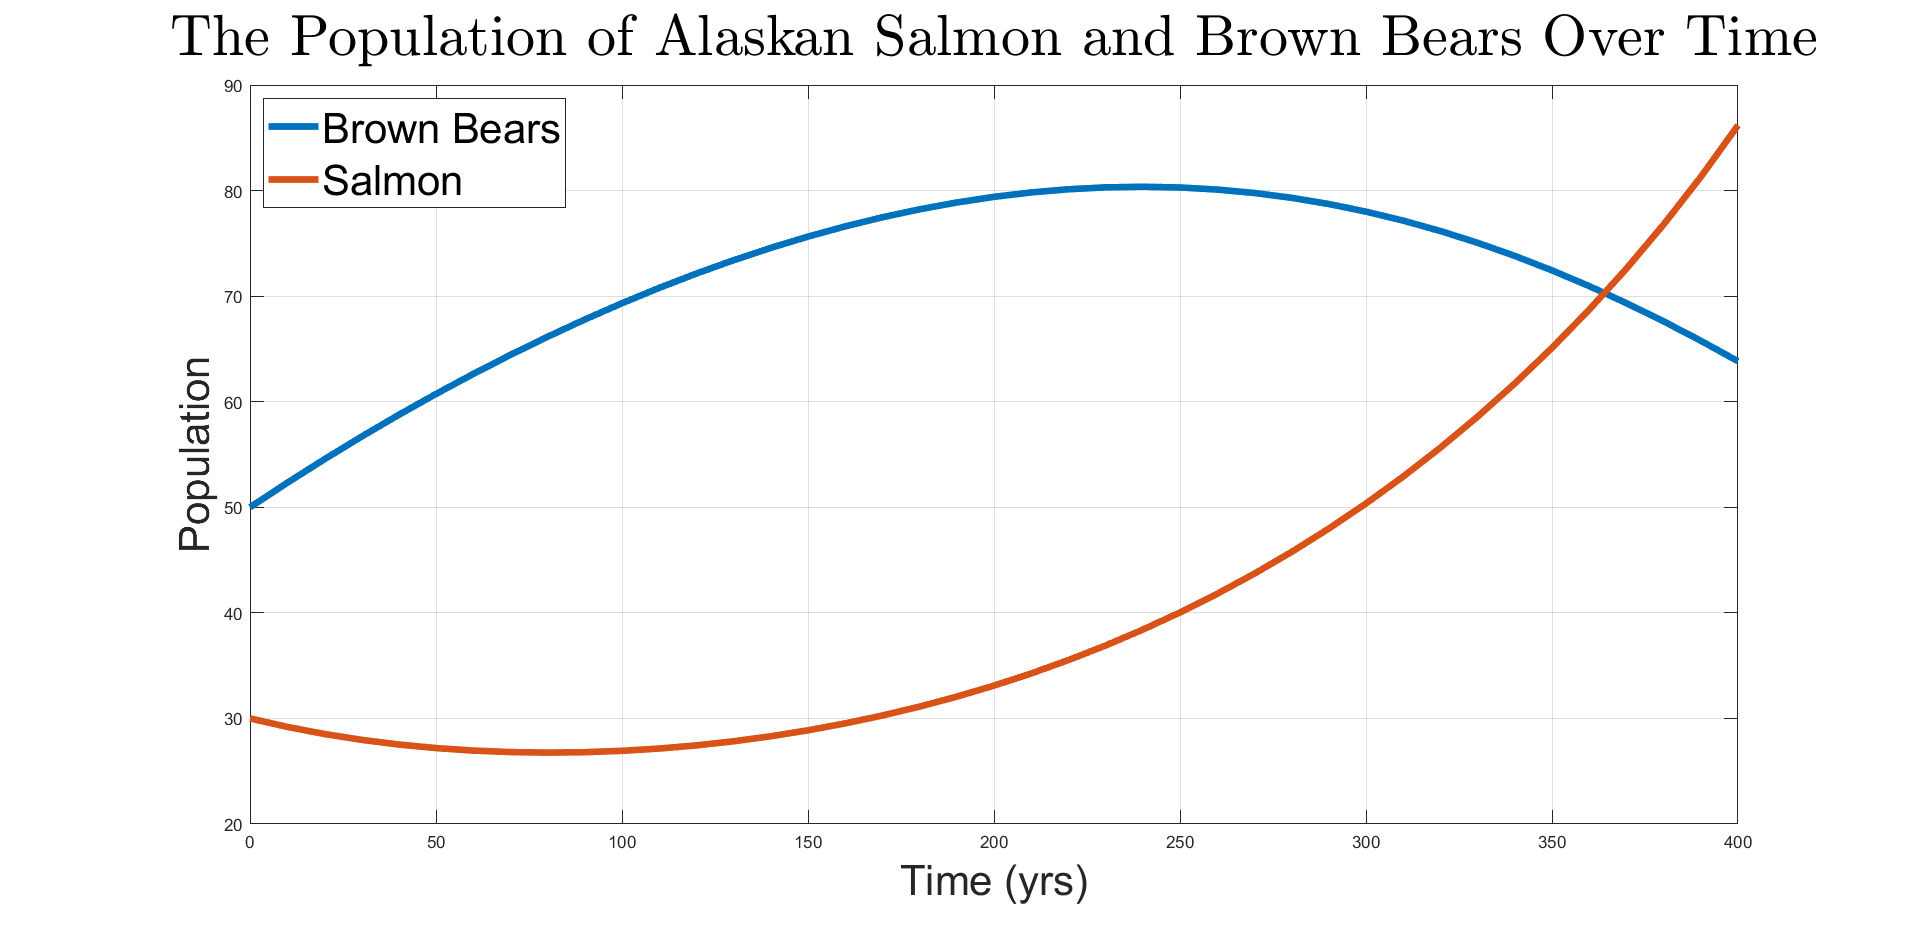 The Population of Alaskan Salmon and Brown Bears Over Time
90
Brown Bears
Salmon
80
70
60
50
40
30
20
Population
0 50 100 150 200 250 300 350 400
Time (yrs)